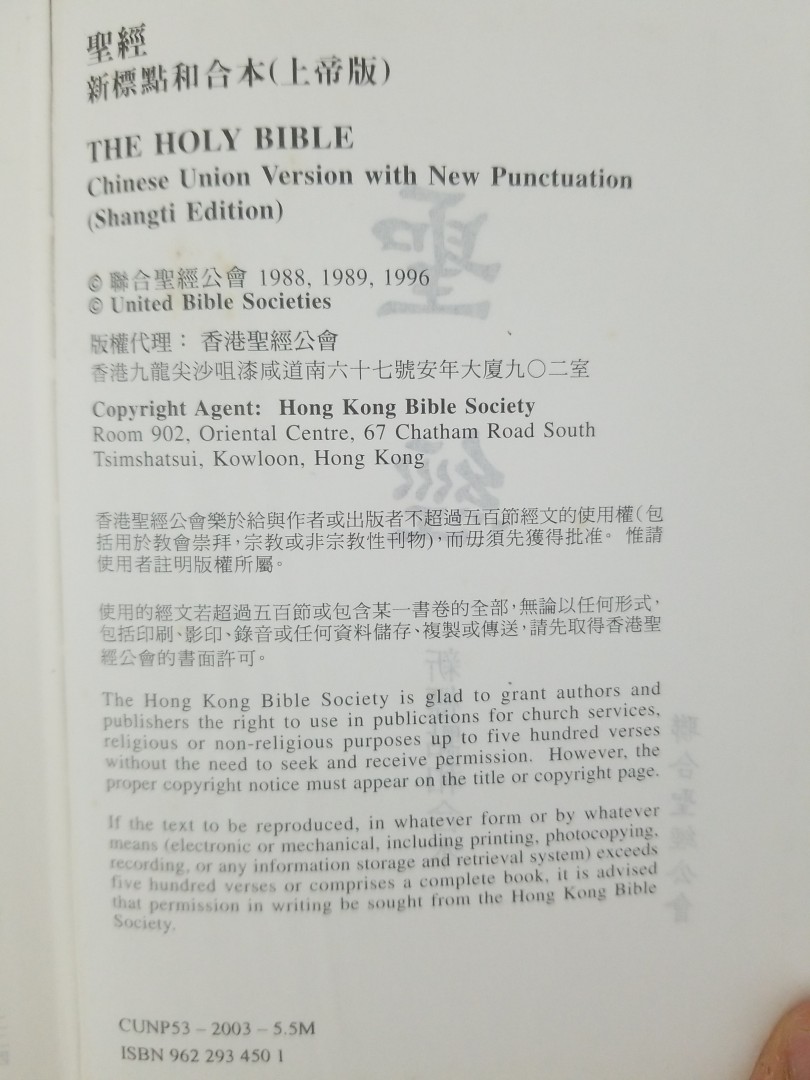 聖經
新標點和合本(上帝版)
THE HOLY BIBLE
Chinese Union Version with New Punctuation
(Shangti Edition)
© 聯合聖經公會 1988, 1989, 1996
© United Bible Societies
版權代理： 香港聖經公會
香港九龍尖沙咀漆咸道南六十七號安年大廈九〇二室
Copyright Agent: Hong Kong Bible Society
Room 902, Oriental Centre, 67 Chatham Road South
Tsimshatsui, Kowloon, Hong Kong
香港聖經公會樂於給與作者或出版者不超過五百節經文的使用權(包
括用於教會崇拜,宗教或非宗教性刊物),而毋須先獲得批准。 惟請
使用者註明版權所屬。
使用的經文若超過五百節或包含某一書卷的全部,無論以任何形式,
包括印刷、影印、錄音或任何資料儲存、複製或傳送,請先取得香港聖
經公會的書面許可。
The Hong Kong Bible Society is glad to grant authors and
publishers the right to use in publications for church services,
religious or non-religious purposes up to five hundred verses
without the need to seek and receive permission. However, the
proper copyright notice must appear on the title or copyright page.
If the text to be reproduced, in whatever form or by whatever
means (electronic or mechanical, including printing, photocopying,
recording, or any information storage and retrieval system) exceeds
five hundred verses or comprises a complete book, it is advised
that permission in writing be sought from the Hong Kong Bible
Society.
CUNP53 – 2003 – 5.5M
ISBN 962 293 450 1